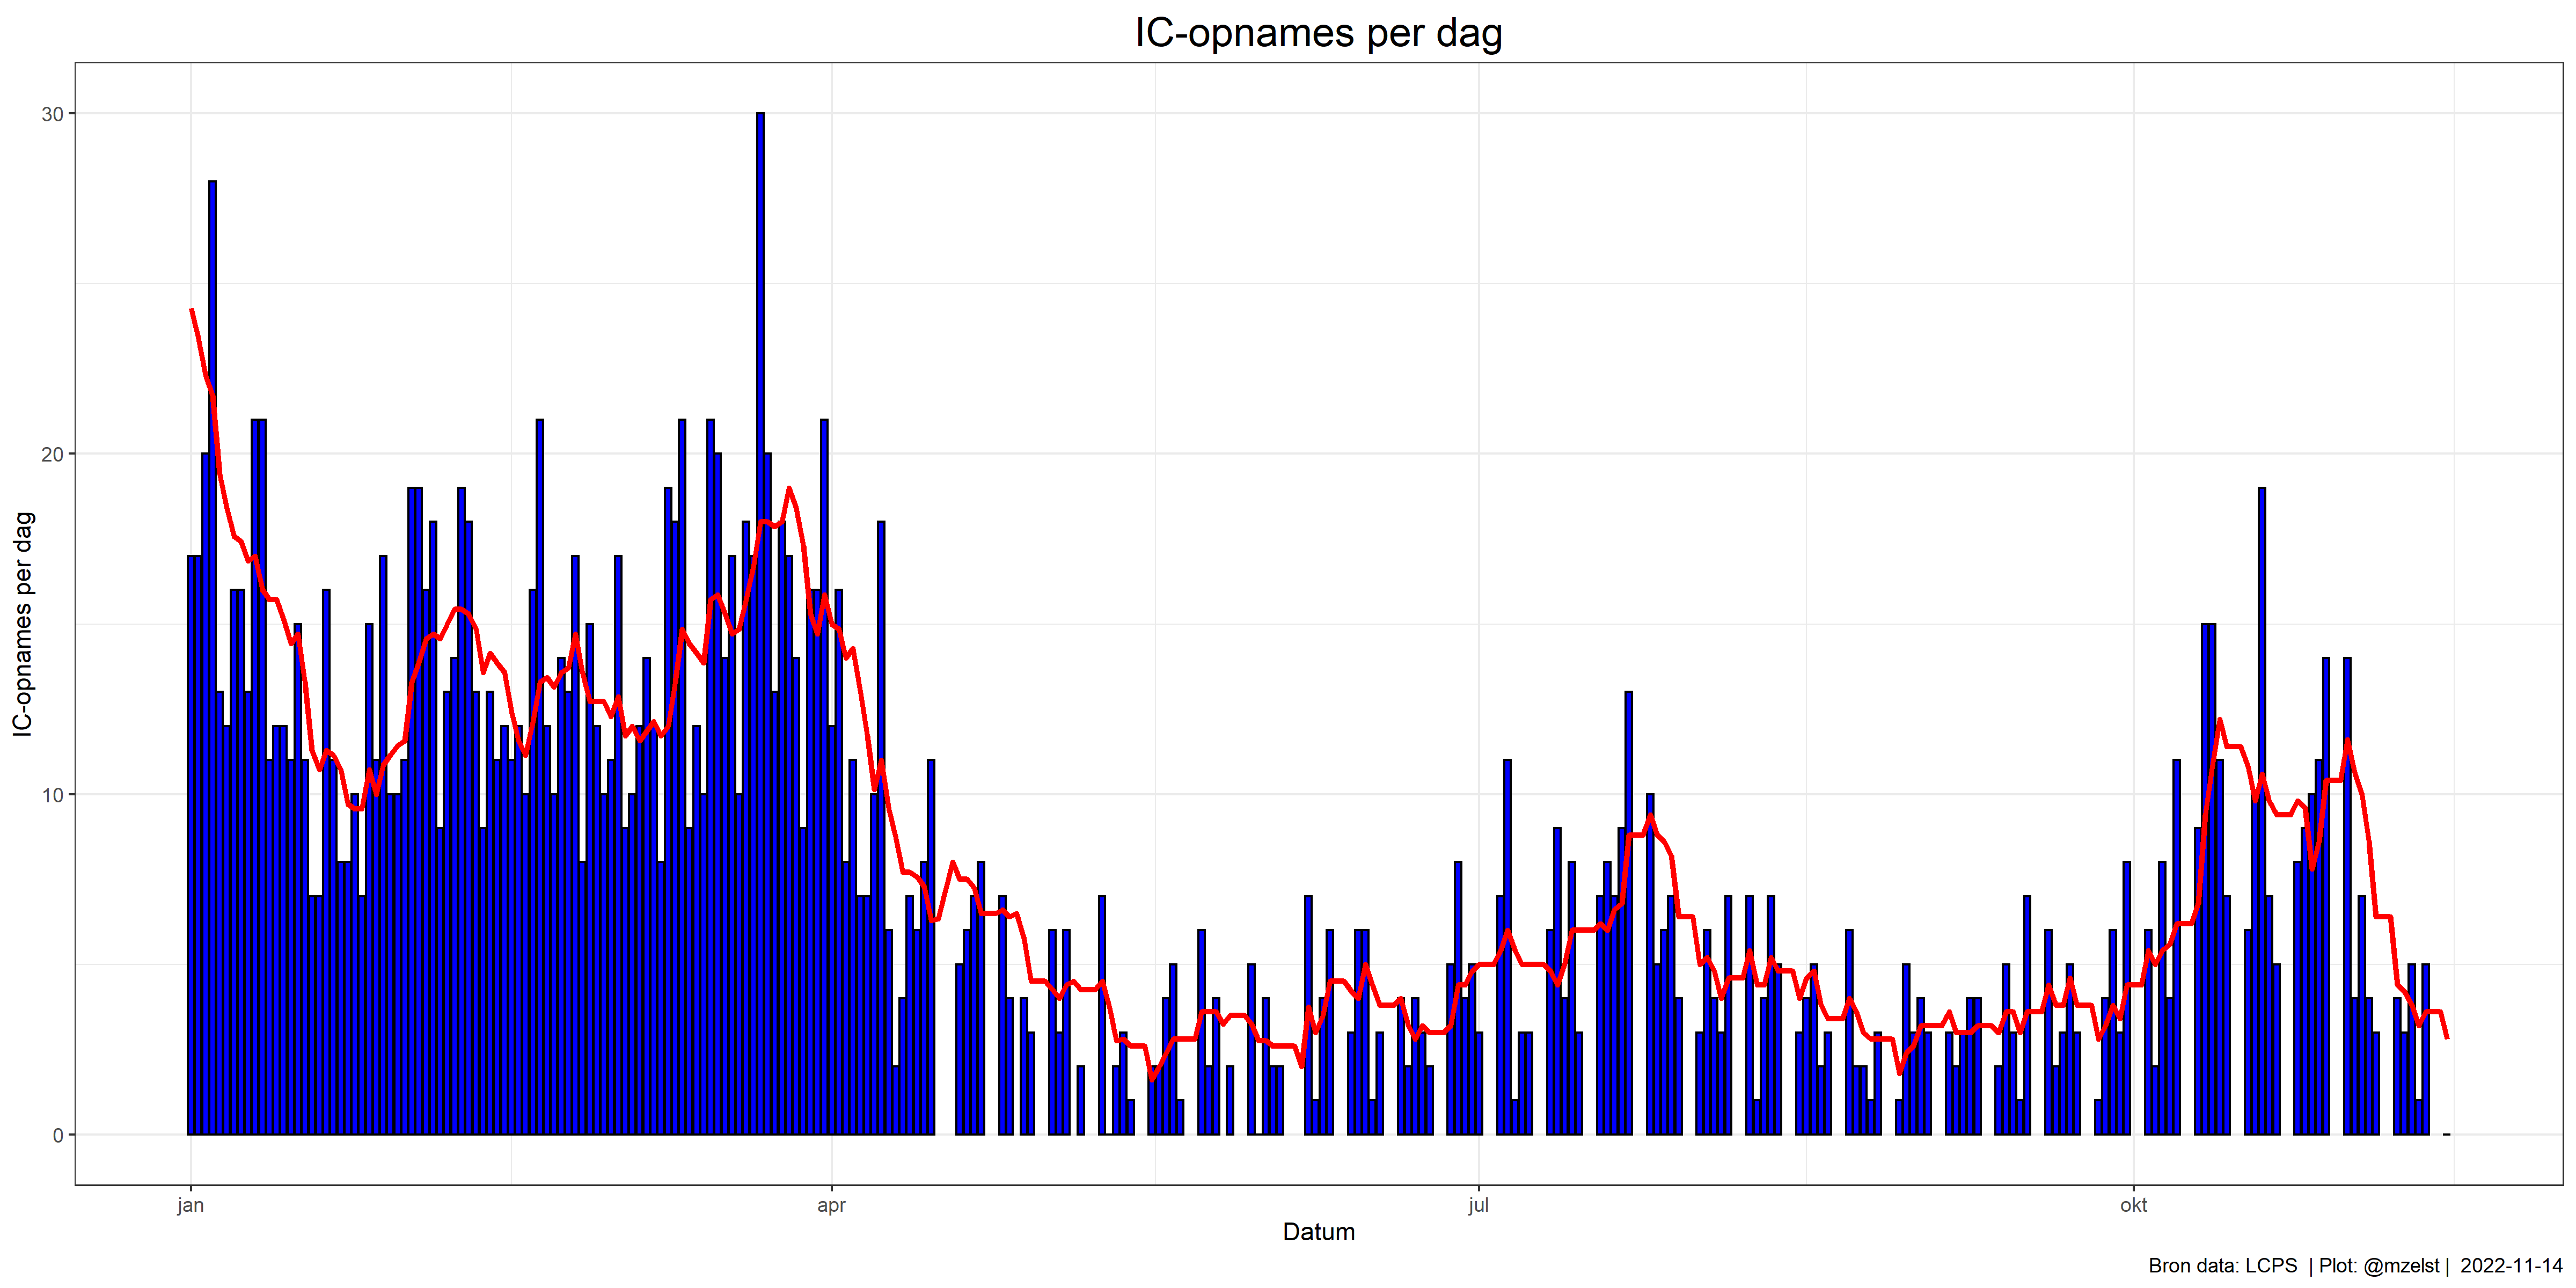 IC-opnames per dag
IC-opnames per dag
30
20
10
0
jan
apr
jul
okt
Datum
Bron data: LCPS | Plot: @mzelst | 2022-11-14